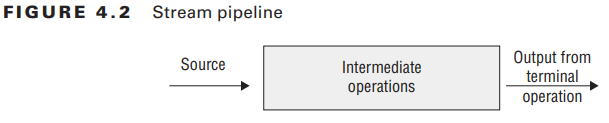 FIGURE 4.2 Stream pipeline
Source
Intermediate
operations
Output from
terminal
operation